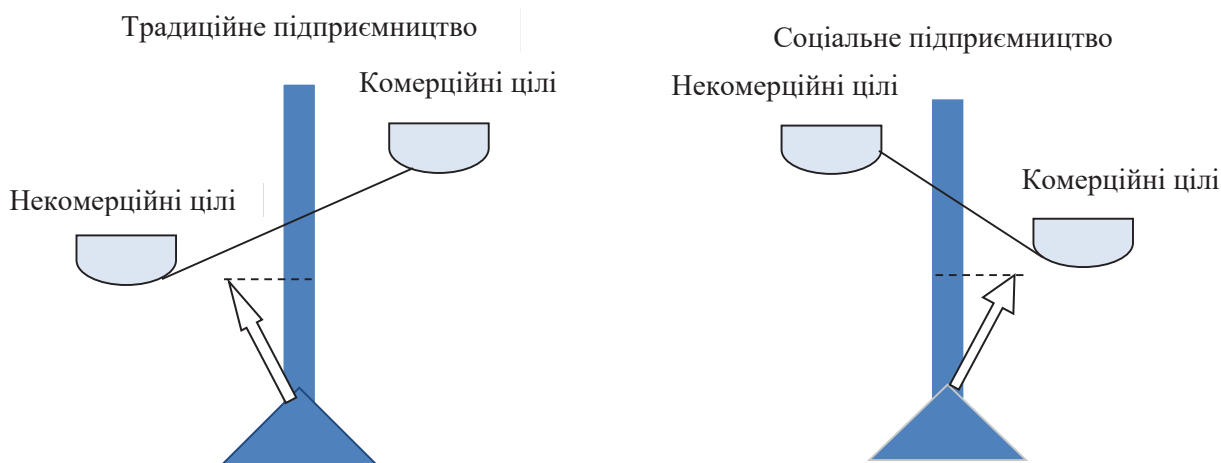 Традиційне підприємництво
Комерційні цілі
Некомерційні цілі
Соціальне підприємництво
Некомерційні цілі
Комерційні цілі